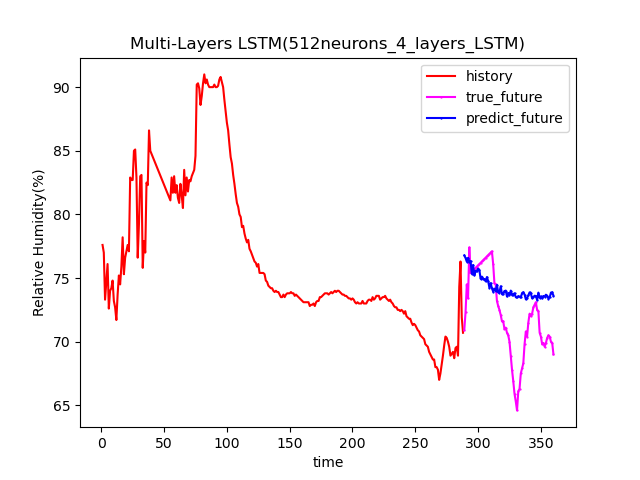 Multi-Layers LSTM(512neurons_4_layers_LSTM)
history
true_future
predict_future
Relative Humidity(%)
90
85
80
75
70
65
0 50 100 150 200 250 300 350
time